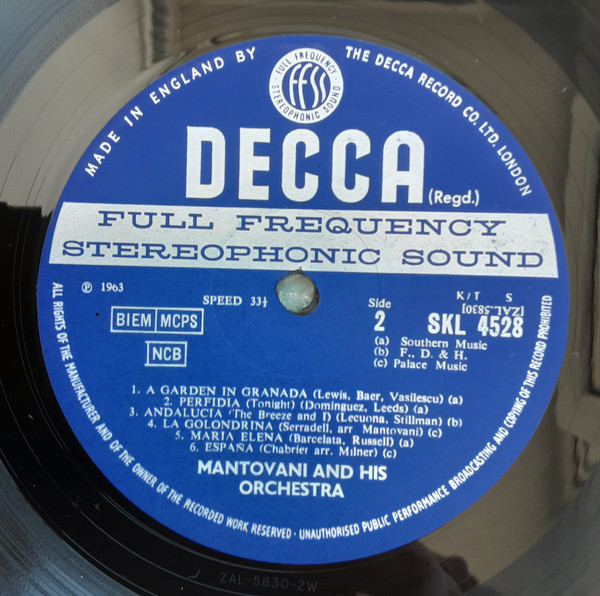 MADE IN ENGLAND BY THE DECCA RECORD CO. LTD. LONDON
FULL FREQUENCY
FFSS
STEREOPHONIC SOUND
DECCA (Regd.)
FULL FREQUENCY
STEREOPHONIC SOUND
℗ 1963
SPEED 33⅓
BIEM MCPS
NCB
Side
2
K/T S
(ZAL.5830)
SKL 4528
(a) Southern Music
(b) F., D. & H.
(c) Palace Music
1. A GARDEN IN GRANADA (Lewis, Baer, Vasilescu) (a)
2. PERFIDIA (Tonight) (Dominguez, Leeds) (a)
3. ANDALUCIA (The Breeze and I) (Lecuona, Stillman) (b)
4. LA GOLONDRINA (Serradell, arr Mantovani) (c)
5. MARIA ELENA (Barcelata, Russell) (a)
6. ESPAÑA (Chabrier arr. Milner) (c)
MANTOVANI AND HIS
ORCHESTRA
ALL RIGHTS OF THE MANUFACTURER AND OF THE OWNER OF THE RECORDED WORK RESERVED · UNAUTHORISED PUBLIC PERFORMANCE BROADCASTING AND COPYING OF THIS RECORD PROHIBITED
ZAL-5830-2W